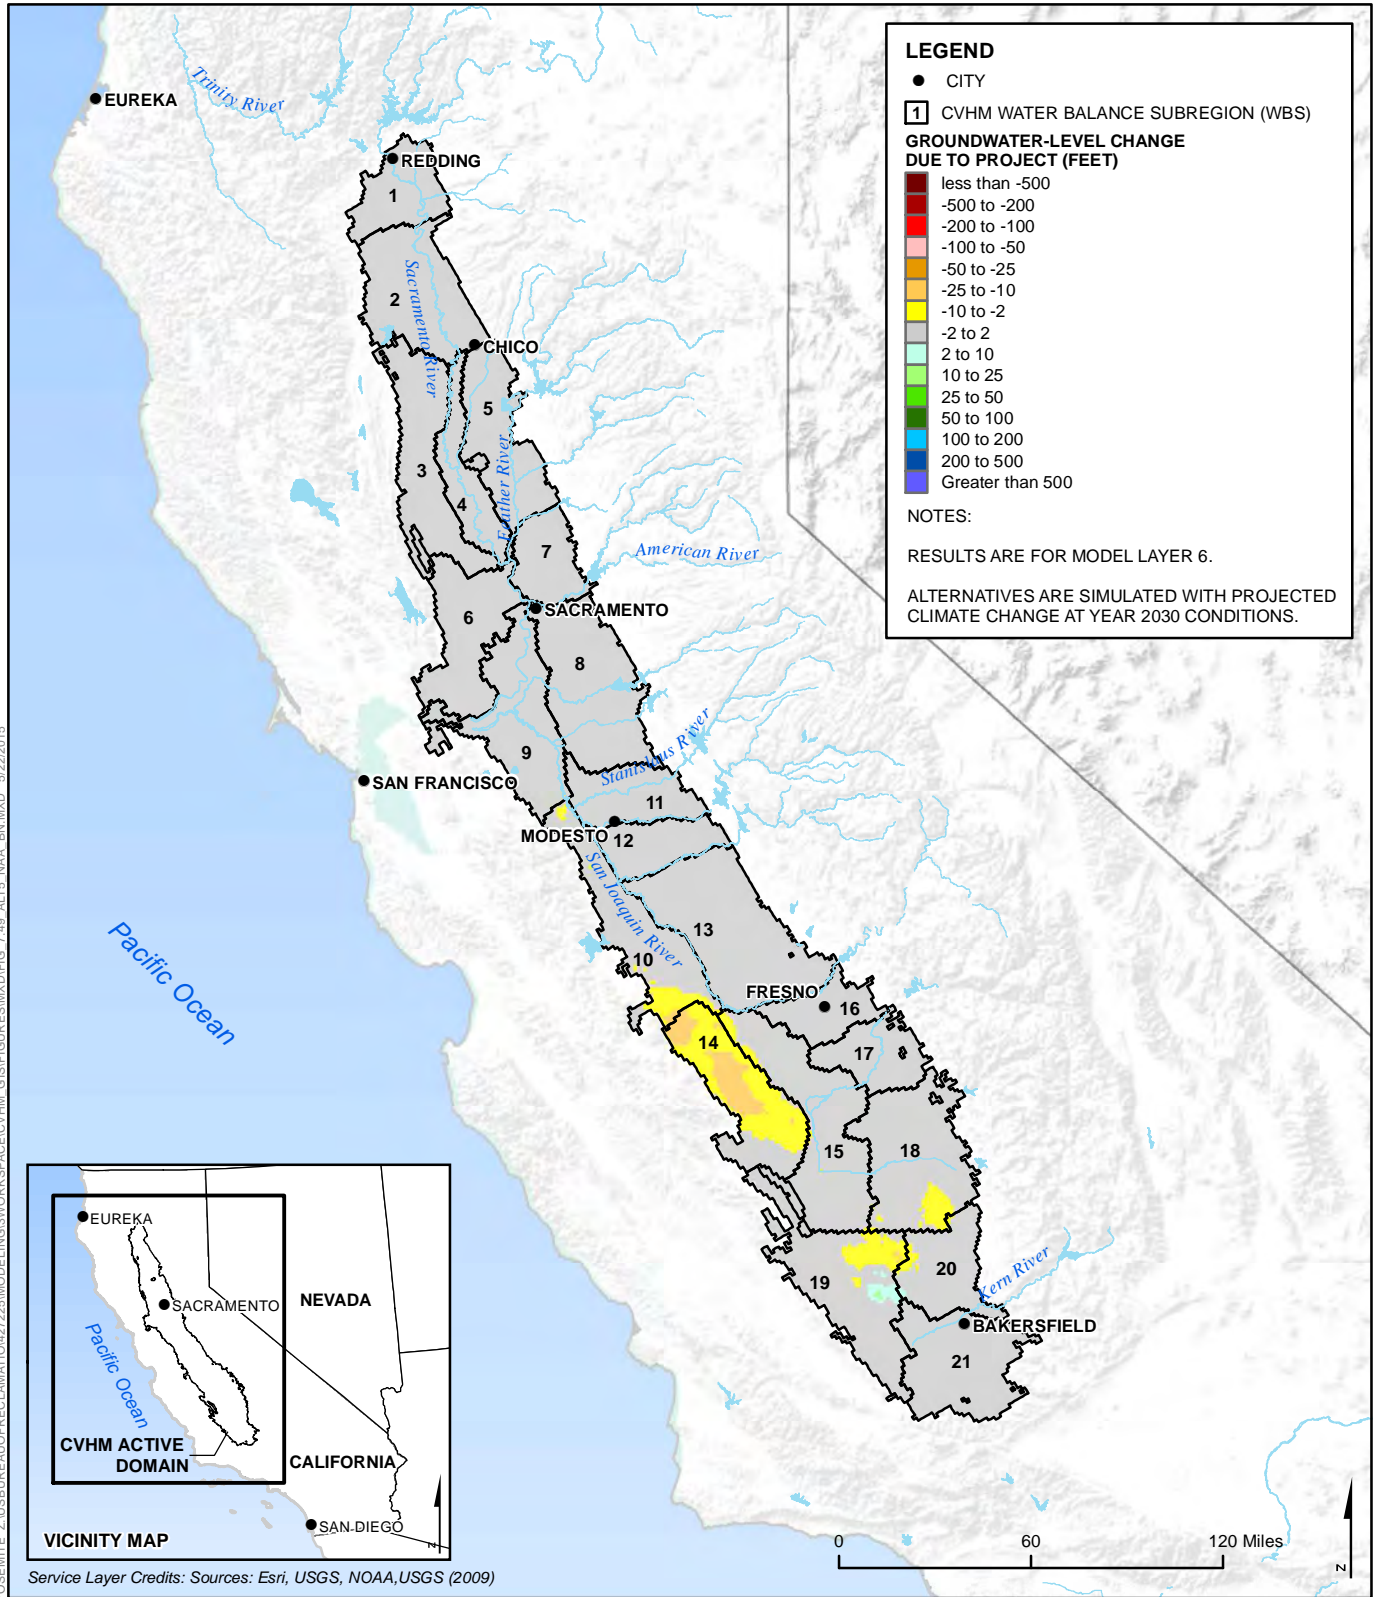 LEGEND
CITY
1 CVHM WATER BALANCE SUBREGION (WBS)
GROUNDWATER-LEVEL CHANGE
DUE TO PROJECT (FEET)
less than -500
-500 to -200
-200 to -100
-100 to -50
-50 to -25
-25 to -10
-10 to -2
-2 to 2
2 to 10
10 to 25
25 to 50
50 to 100
100 to 200
200 to 500
Greater than 500
NOTES:
RESULTS ARE FOR MODEL LAYER 6.
ALTERNATIVES ARE SIMULATED WITH PROJECTED
CLIMATE CHANGE AT YEAR 2030 CONDITIONS.
Trinity River
EUREKA
REDDING
1
2
Sacramento River
CHICO
5
3
4
Feather River
7
American River
SACRAMENTO
6
8
9
Stanislaus River
SAN FRANCISCO
11
MODESTO
12
San Joaquin River
13
10
Pacific Ocean
FRESNO
16
14
17
15
18
19
20
Kern River
BAKERSFIELD
21
EUREKA
SACRAMENTO
NEVADA
Pacific Ocean
CVHM ACTIVE
DOMAIN
CALIFORNIA
SAN DIEGO
VICINITY MAP
Z
0 60 120 Miles
Z
Service Layer Credits: Sources: Esri, USGS, NOAA,USGS (2009)